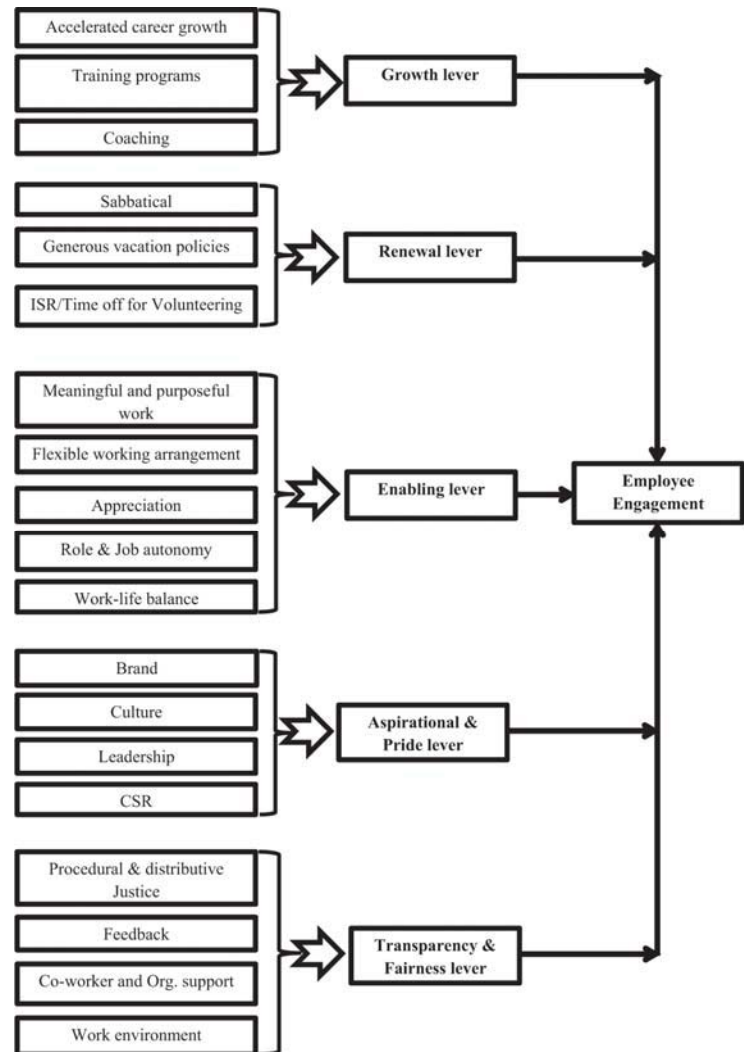 Accelerated career growth
Training programs
Coaching
Growth lever
Sabbatical
Generous vacation policies
ISR/Time off for Volunteering
Renewal lever
Meaningful and purposeful
work
Flexible working arrangement
Appreciation
Role & Job autonomy
Work-life balance
Enabling lever
Employee
Engagement
Brand
Culture
Leadership
CSR
Aspirational &
Pride lever
Procedural & distributive
Justice
Feedback
Co-worker and Org. support
Work environment
Transparency &
Fairness lever